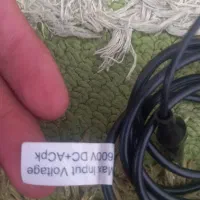 Max Input Voltage
600V DC+ACpk